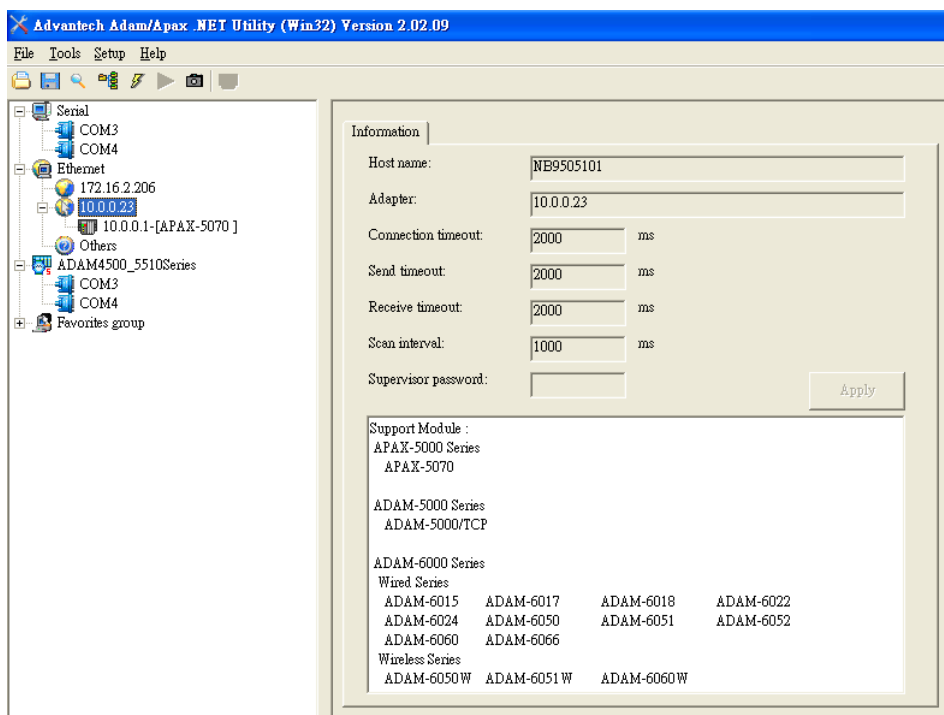 Advantech Adam/Apax .NET Utility (Win32) Version 2.02.09
File Tools Setup Help
Serial
COM3
COM4
Ethernet
172.16.2.206
10.0.0.23
10.0.0.1-[APAX-5070 ]
Others
ADAM4500_5510Series
COM3
COM4
Favorites group
Information
Host name: NB9505101
Adapter: 10.0.0.23
Connection timeout: 2000 ms
Send timeout: 2000 ms
Receive timeout: 2000 ms
Scan interval: 1000 ms
Supervisor password:
Apply
Support Module :
APAX-5000 Series
APAX-5070
ADAM-5000 Series
ADAM-5000/TCP
ADAM-6000 Series
Wired Series
ADAM-6015 ADAM-6017 ADAM-6018 ADAM-6022
ADAM-6024 ADAM-6050 ADAM-6051 ADAM-6052
ADAM-6060 ADAM-6066
Wireless Series
ADAM-6050W ADAM-6051W ADAM-6060W